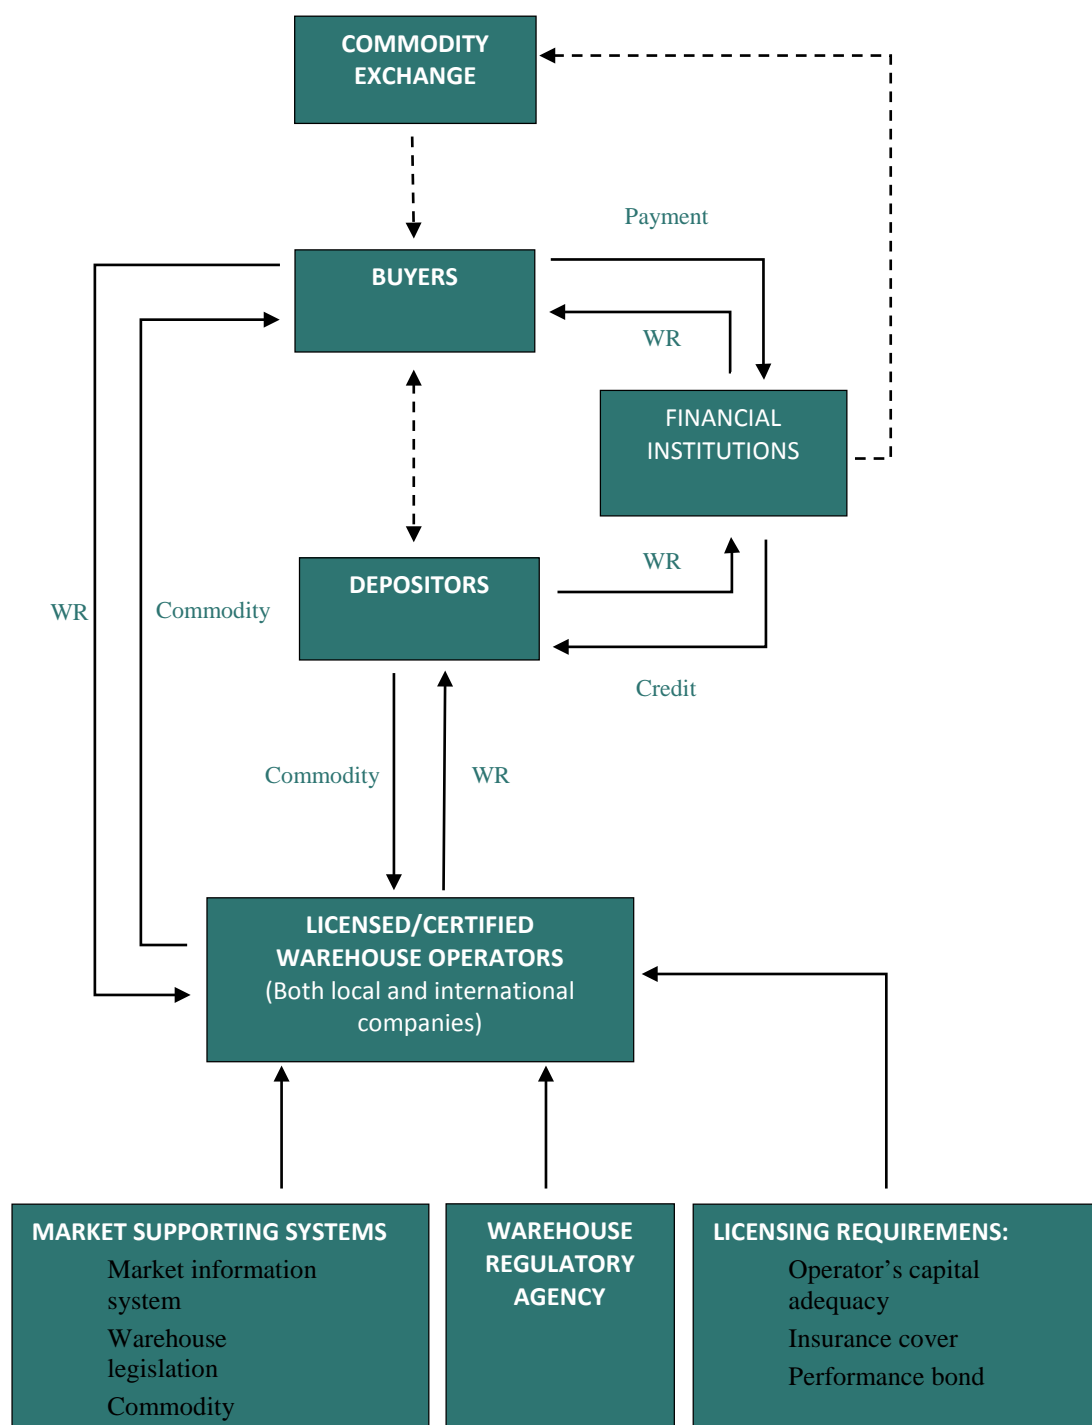 COMMODITY
EXCHANGE
Payment
BUYERS
WR
FINANCIAL
INSTITUTIONS
WR
DEPOSITORS
WR
Commodity
Credit
Commodity
WR
LICENSED/CERTIFIED
WAREHOUSE OPERATORS
(Both local and international
companies)
MARKET SUPPORTING SYSTEMS
Market information
system
Warehouse
legislation
Commodity
WAREHOUSE
REGULATORY
AGENCY
LICENSING REQUIREMENS:
Operator’s capital
adequacy
Insurance cover
Performance bond